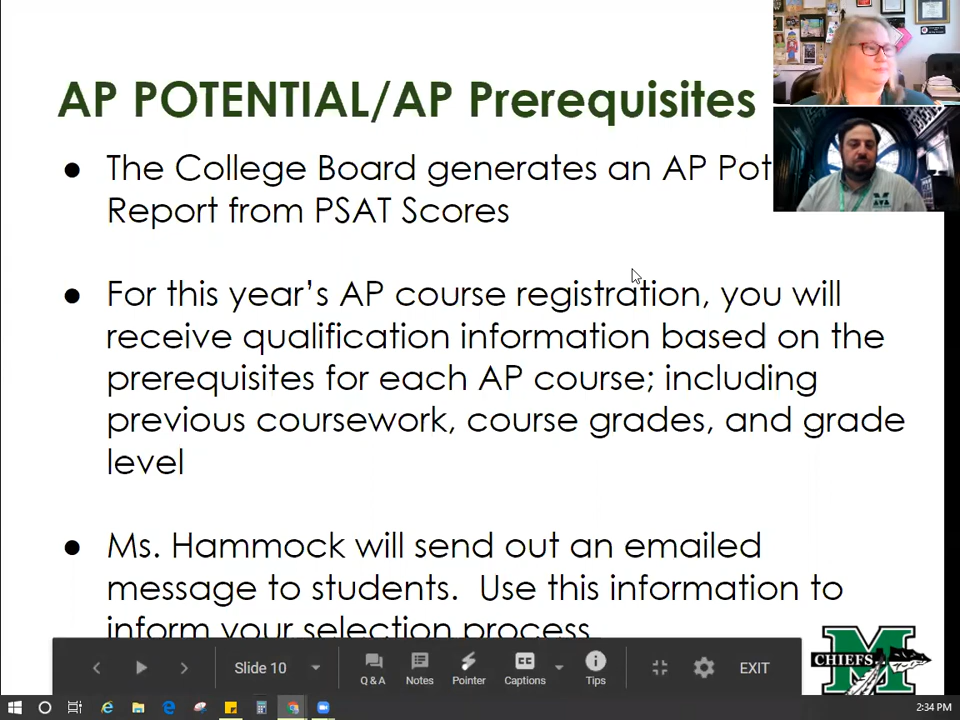 AP POTENTIAL/AP Prerequisites
● The College Board generates an AP Pot
Report from PSAT Scores
● For this year's AP course registration, you will
receive qualification information based on the
prerequisites for each AP course; including
previous coursework, course grades, and grade
level
● Ms. Hammock will send out an emailed
message to students.  Use this information to
inform your selection process
Slide 10
Q & A
Notes
Pointer
CC
Captions
Tips
EXIT
M
CHIEFS
2:34 PM